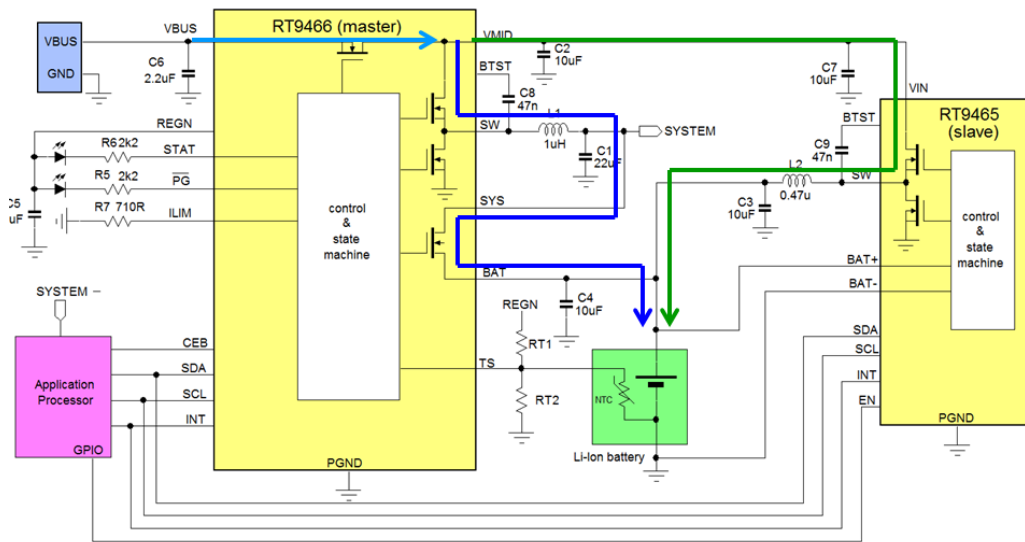 VBUS
GND
VBUS
C6
2.2uF
RT9466 (master)
VMID
C2
10uF
C7
10uF
VIN
BTST
C8
47n
SW
L1
1uH
C1
22uF
SYSTEM
RT9465
(slave)
BTST
C9
47n
SW
L2
0.47u
C3
10uF
REGN
R6 2k2
STAT
R5 2k2
PG
R7 710R
ILIM
C5
uF
control
&
state
machine
SYS
BAT
C4
10uF
control
&
state
machine
BAT+
BAT-
SDA
SCL
INT
EN
PGND
REGN
RT1
TS
RT2
NTC
Li-Ion battery
SYSTEM
Application
Processor
CEB
SDA
SCL
INT
GPIO
PGND